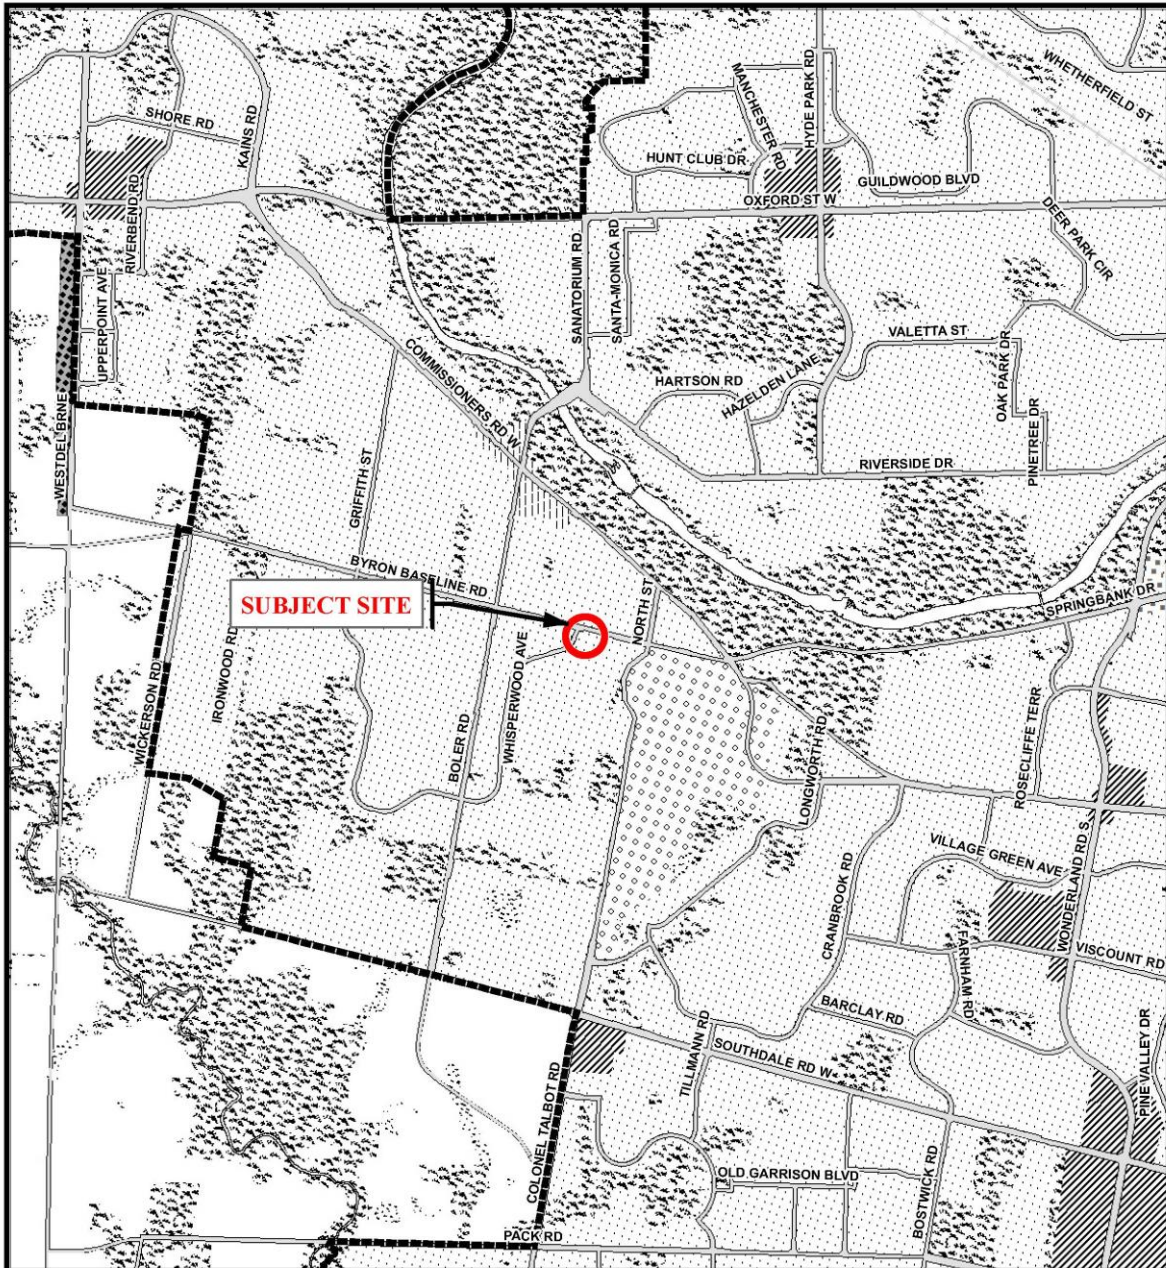 WHETHERFIELD ST
MANCHESTER RD
HYDE PARK RD
SHORE RD
KAINS RD
HUNT CLUB DR
GUILDWOOD BLVD
OXFORD ST W
DEER PARK CIR
RIVERBEND RD
UPPERPOINT AVE
SANATORIUM RD
SANTA-MONICA RD
VALETTA ST
OAK PARK DR
COMMISSIONERS RD W
HARTSON RD
HAZELDEN LANE
PINETREE DR
WESTDEL BRNE
GRIFFITH ST
RIVERSIDE DR
BYRON BASELINE RD
SUBJECT SITE
NORTH ST
SPRINGBANK DR
IRONWOOD RD
WICKERSON RD
WHISPERWOOD AVE
BOLER RD
LONGWORTH RD
ROSECLIFFE TERR
VILLAGE GREEN AVE
WONDERLAND RD S
CRANBROOK RD
FARNHAM RD
VISCOUNT RD
BARCLAY RD
TILLMANN RD
SOUTHDALE RD W
PINE VALLEY DR
COLONEL TALBOT RD
OLD GARRISON BLVD
BOSTWICK RD
PACK RD